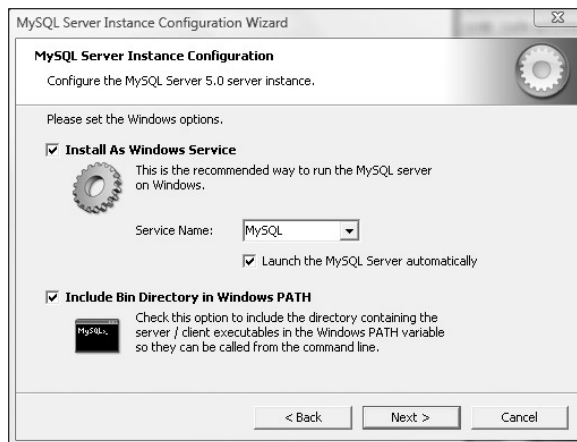 MySQL Server Instance Configuration Wizard
MySQL Server Instance Configuration
Configure the MySQL Server 5.0 server instance.
Please set the Windows options.
Install As Windows Service
This is the recommended way to run the MySQL server
on Windows.
Service Name:
MySQL
Launch the MySQL Server automatically
Include Bin Directory in Windows PATH
Check this option to include the directory containing the
server / client executables in the Windows PATH variable
so they can be called from the command line.
MySQL>_
< Back
Next >
Cancel